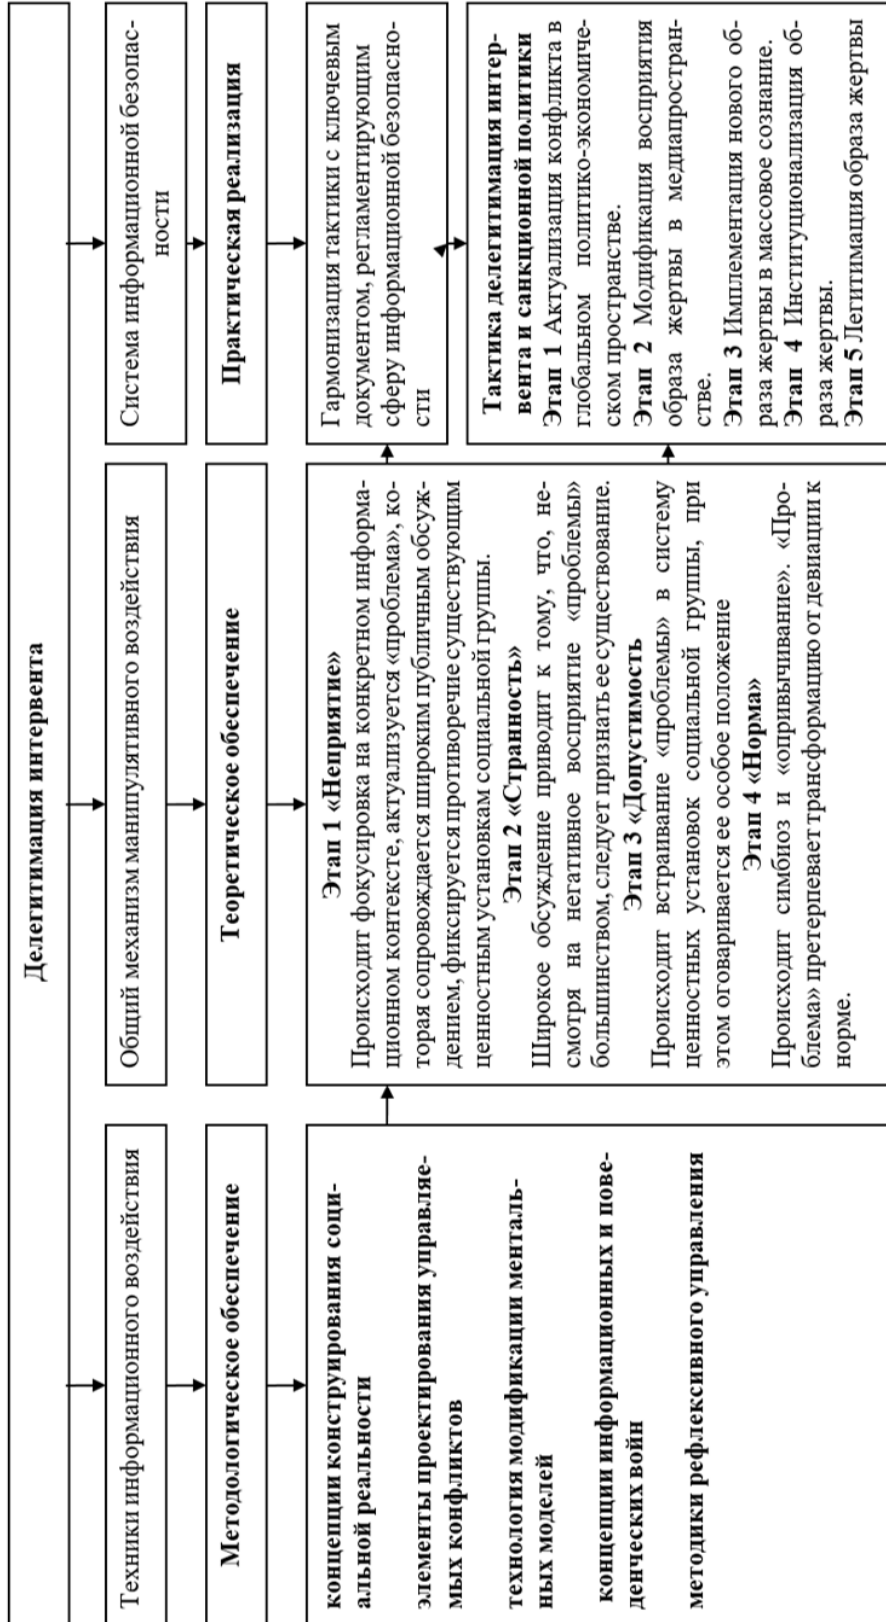 Делегитимация интервента
Техники информационного воздействия
Методологическое обеспечение
концепции конструирования соци-
альной реальности
элементы проектирования управляе-
мых конфликтов
технология модификации менталь-
ных моделей
концепции информационных и пове-
денческих войн
методики рефлексивного управления
Общий механизм манипулятивного воздействия
Теоретическое обеспечение
Этап 1 «Неприятие»
Происходит фокусировка на конкретном информа-
ционном контексте, актуализируется «проблема», ко-
торая сопровождается широким публичным обсуж-
дением, фиксируется противоречие существующим
ценностным установкам социальной группы.
Этап 2 «Странность»
Широкое обсуждение приводит к тому, что, не-
смотря на негативное восприятие «проблемы»
большинством, следует признать ее существование.
Этап 3 «Допустимость
Происходит встраивание «проблемы» в систему
ценностных установок социальной группы, при
этом оговаривается ее особое положение
Этап 4 «Норма»
Происходит симбиоз и «опривычивание». «Про-
блема» претерпевает трансформацию от девиации к
норме.
Система информационной безопас-
ности
Практическая реализация
Гармонизация тактики с ключевым
документом, регламентирующим
сферу информационной безопасно-
сти
Тактика делегитимация интер-
вента и санкционной политики
Этап 1 Актуализация конфликта в
глобальном политико-экономиче-
ском пространстве.
Этап 2 Модификация восприятия
образа жертвы в медиапростран-
стве.
Этап 3 Имплементация нового об-
раза жертвы в массовое сознание.
Этап 4 Институционализация об-
раза жертвы.
Этап 5 Легитимация образа жертвы